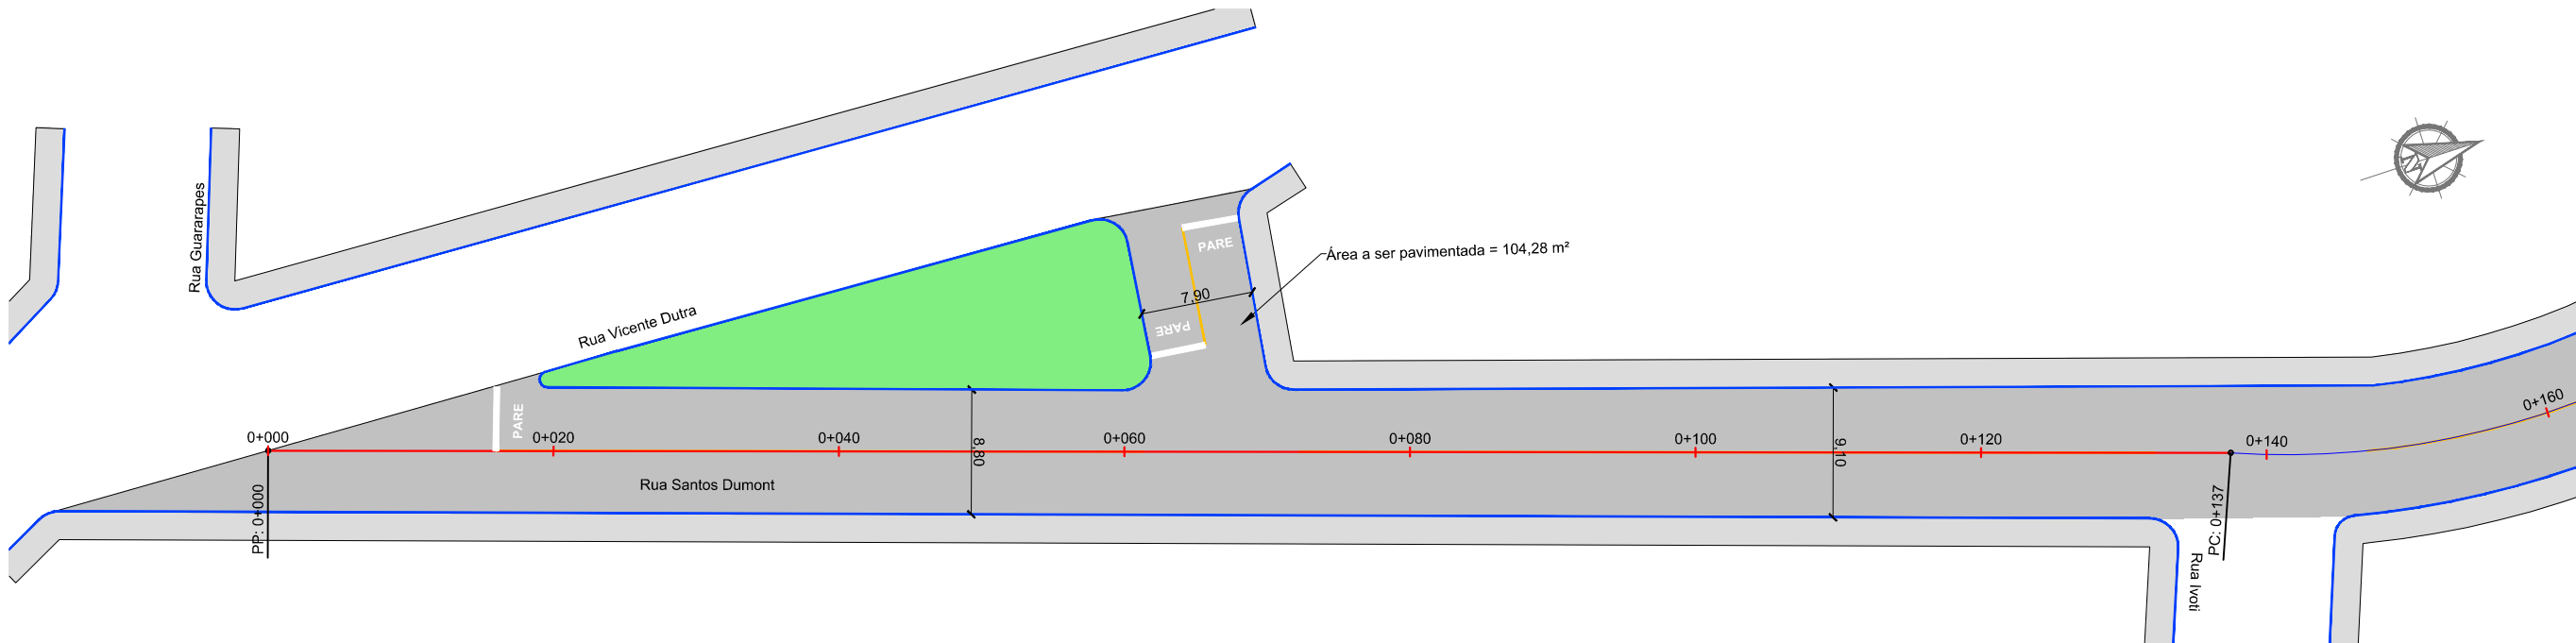 Rua Guararapes
Rua Vicente Dutra
PARE
Área a ser pavimentada = 104,28 m²
7,90
PARE
PARE
0+000
0+020
0+040
0+060
0+080
0+100
0+120
0+140
0+160
8,80
9,10
Rua Santos Dumont
PP: 0+000
PC: 0+137
Rua Ivoti
N